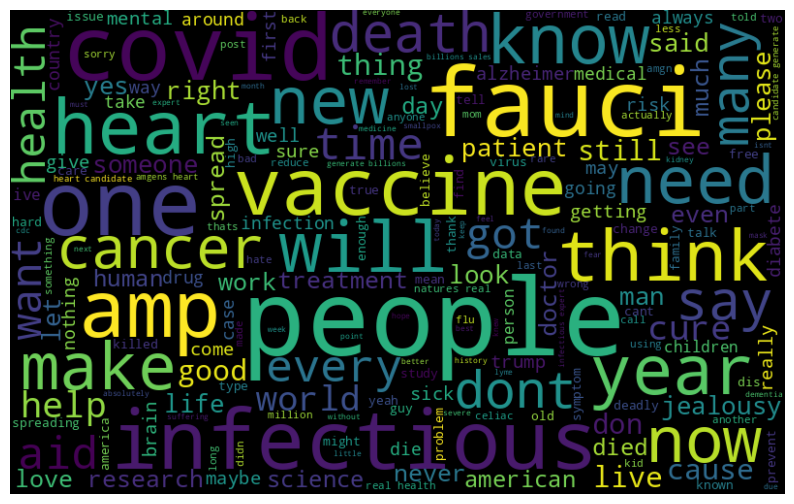 covid
death
know
fauci
heart
new
people
vaccine
infectious
think
year
need
many
one
will
amp
cancer
make
now
dont
health
time
say
want
got
every
world
help
aid
still
patient
thing
right
someone
spread
treatment
human
drug
work
look
good
life
love
research
science
never
american
live
cause
died
don
jealousy
cure
man
doctor
getting
even
see
much
please
said
always
mental
around
first
issue
country
post
back
sorry
yes
way
take
give
day
well
sure
high
risk
alzheimer
medical
government
read
less
told
two
everyone
billions sales
amgn
candidate generate
tell
mom
anyone
actually
smallpox
medicine
expert
must
month
lost
mind
remember
isnt
kidney
seen
bad
reduce
generate billions
virus
rare
free
may
going
part
true
believe
find
change
family
talk
diabete
really
infection
enough
thank
keep
today
feel
found
fear
mask
cdc
heart candidate
amgens heart
care
ive
thats
hard
something
next
let
nothing
killed
case
come
hate
data
mean
last
natures real
person
flu
wrong
call
cant
using
children
trump
infectious expert
dis
deadly
dementia
due
another
kid
old
prevent
known
symptom
severe
celiac
lyme
study
history
better
best
week
point
sick
type
brain
million
without
yeah
guy
problem
might
die
little
didn
long
maybe
real health
america
spreading
suffering
absolutely